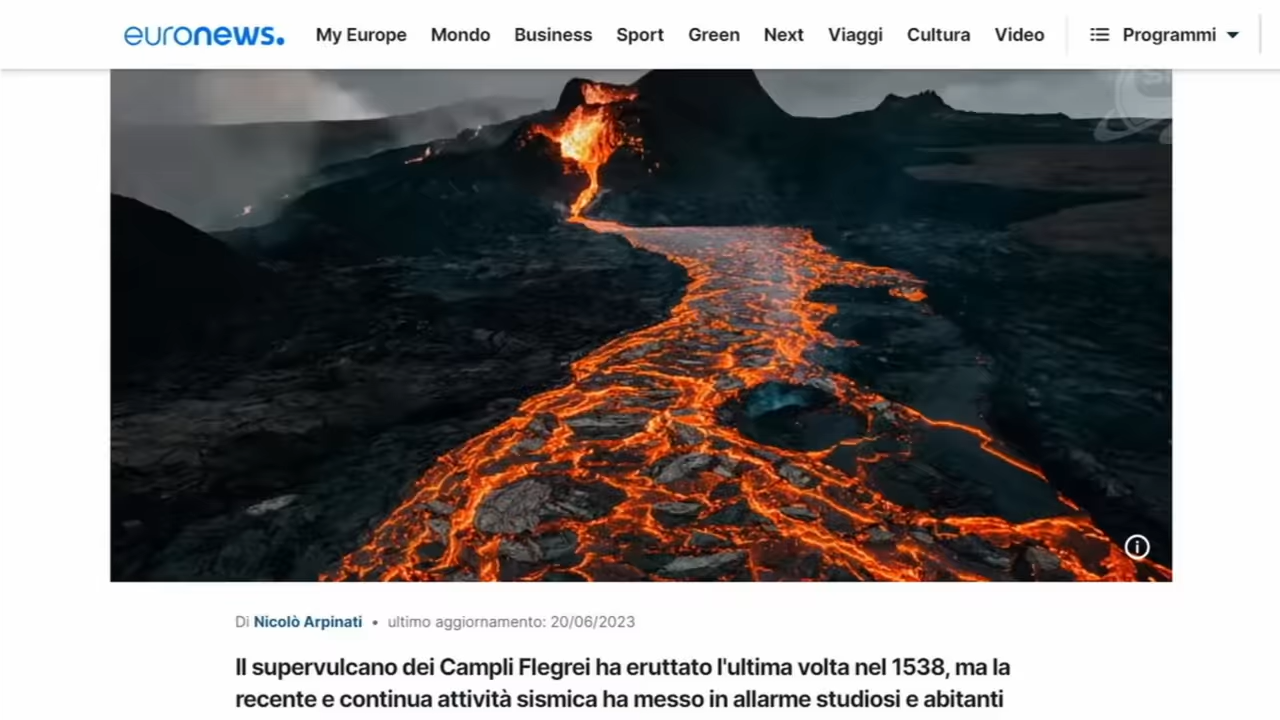 euronews. My Europe Mondo Business Sport Green Next Viaggi Cultura Video Programmi
Di Nicolò Arpinati • ultimo aggiornamento: 20/06/2023
Il supervulcano dei Campli Flegrei ha eruttato l'ultima volta nel 1538, ma la
recente e continua attività sismica ha messo in allarme studiosi e abitanti